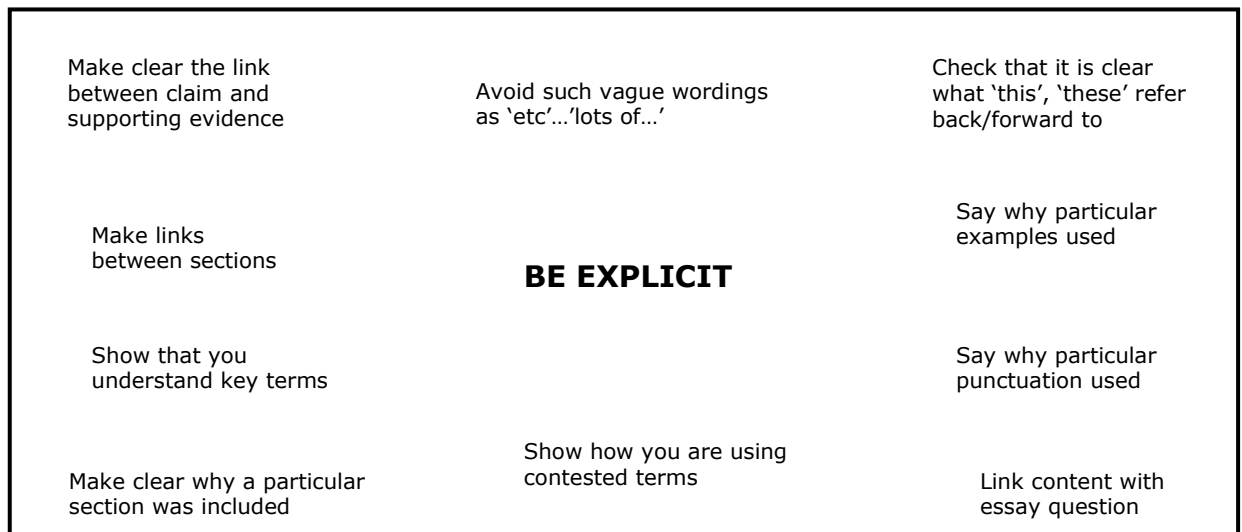 Make clear the link
between claim and
supporting evidence
Avoid such vague wordings
as ‘etc’...’lots of...’
Check that it is clear
what ‘this’, ‘these’ refer
back/forward to
Make links
between sections
BE EXPLICIT
Say why particular
examples used
Show that you
understand key terms
Say why particular
punctuation used
Make clear why a particular
section was included
Show how you are using
contested terms
Link content with
essay question